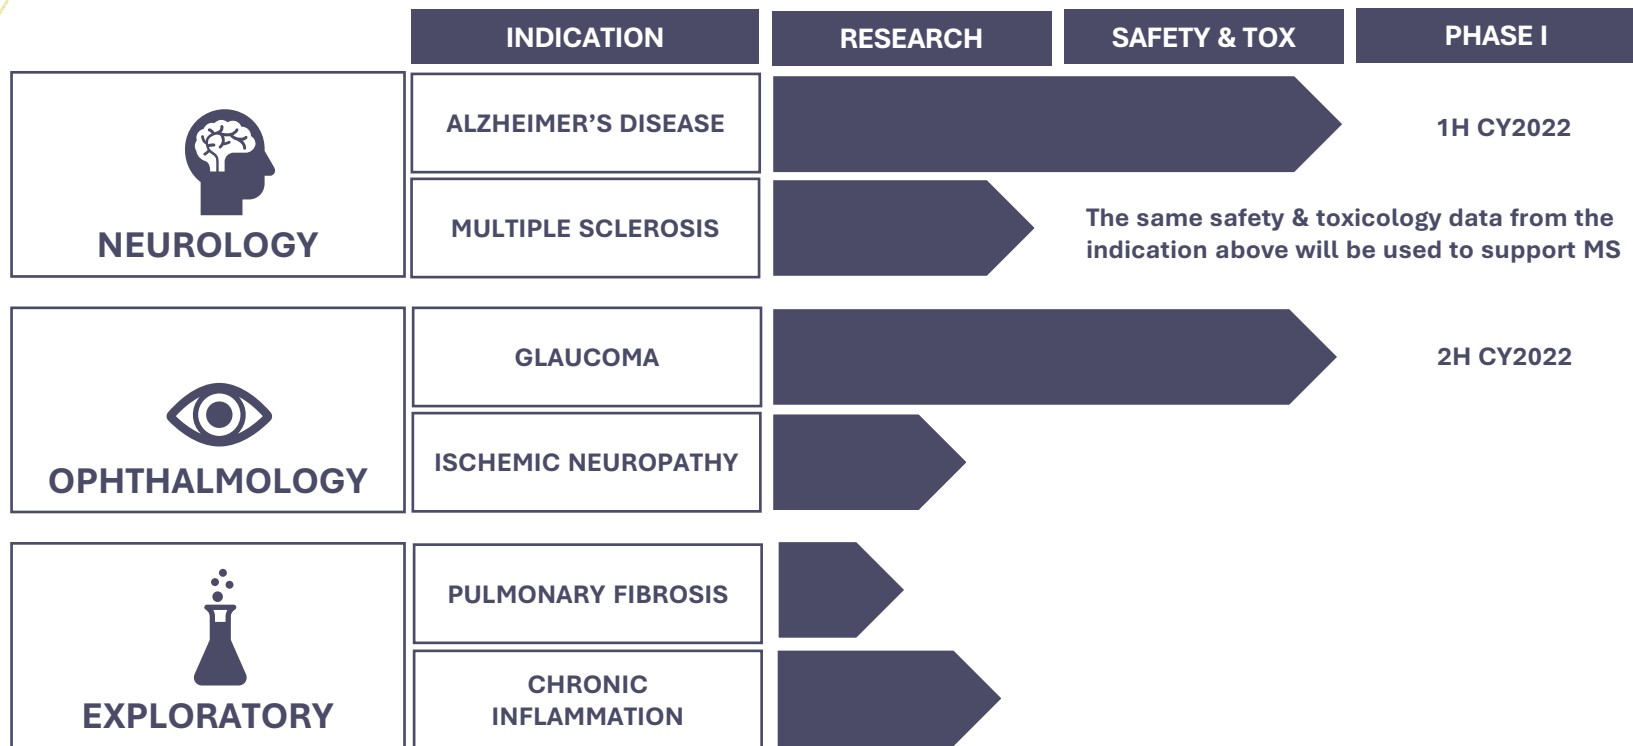 INDICATION
RESEARCH
SAFETY & TOX
PHASE I
NEUROLOGY
ALZHEIMER’S DISEASE
1H CY2022
MULTIPLE SCLEROSIS
The same safety & toxicology data from the
indication above will be used to support MS
OPHTHALMOLOGY
GLAUCOMA
2H CY2022
ISCHEMIC NEUROPATHY
EXPLORATORY
PULMONARY FIBROSIS
CHRONIC
INFLAMMATION